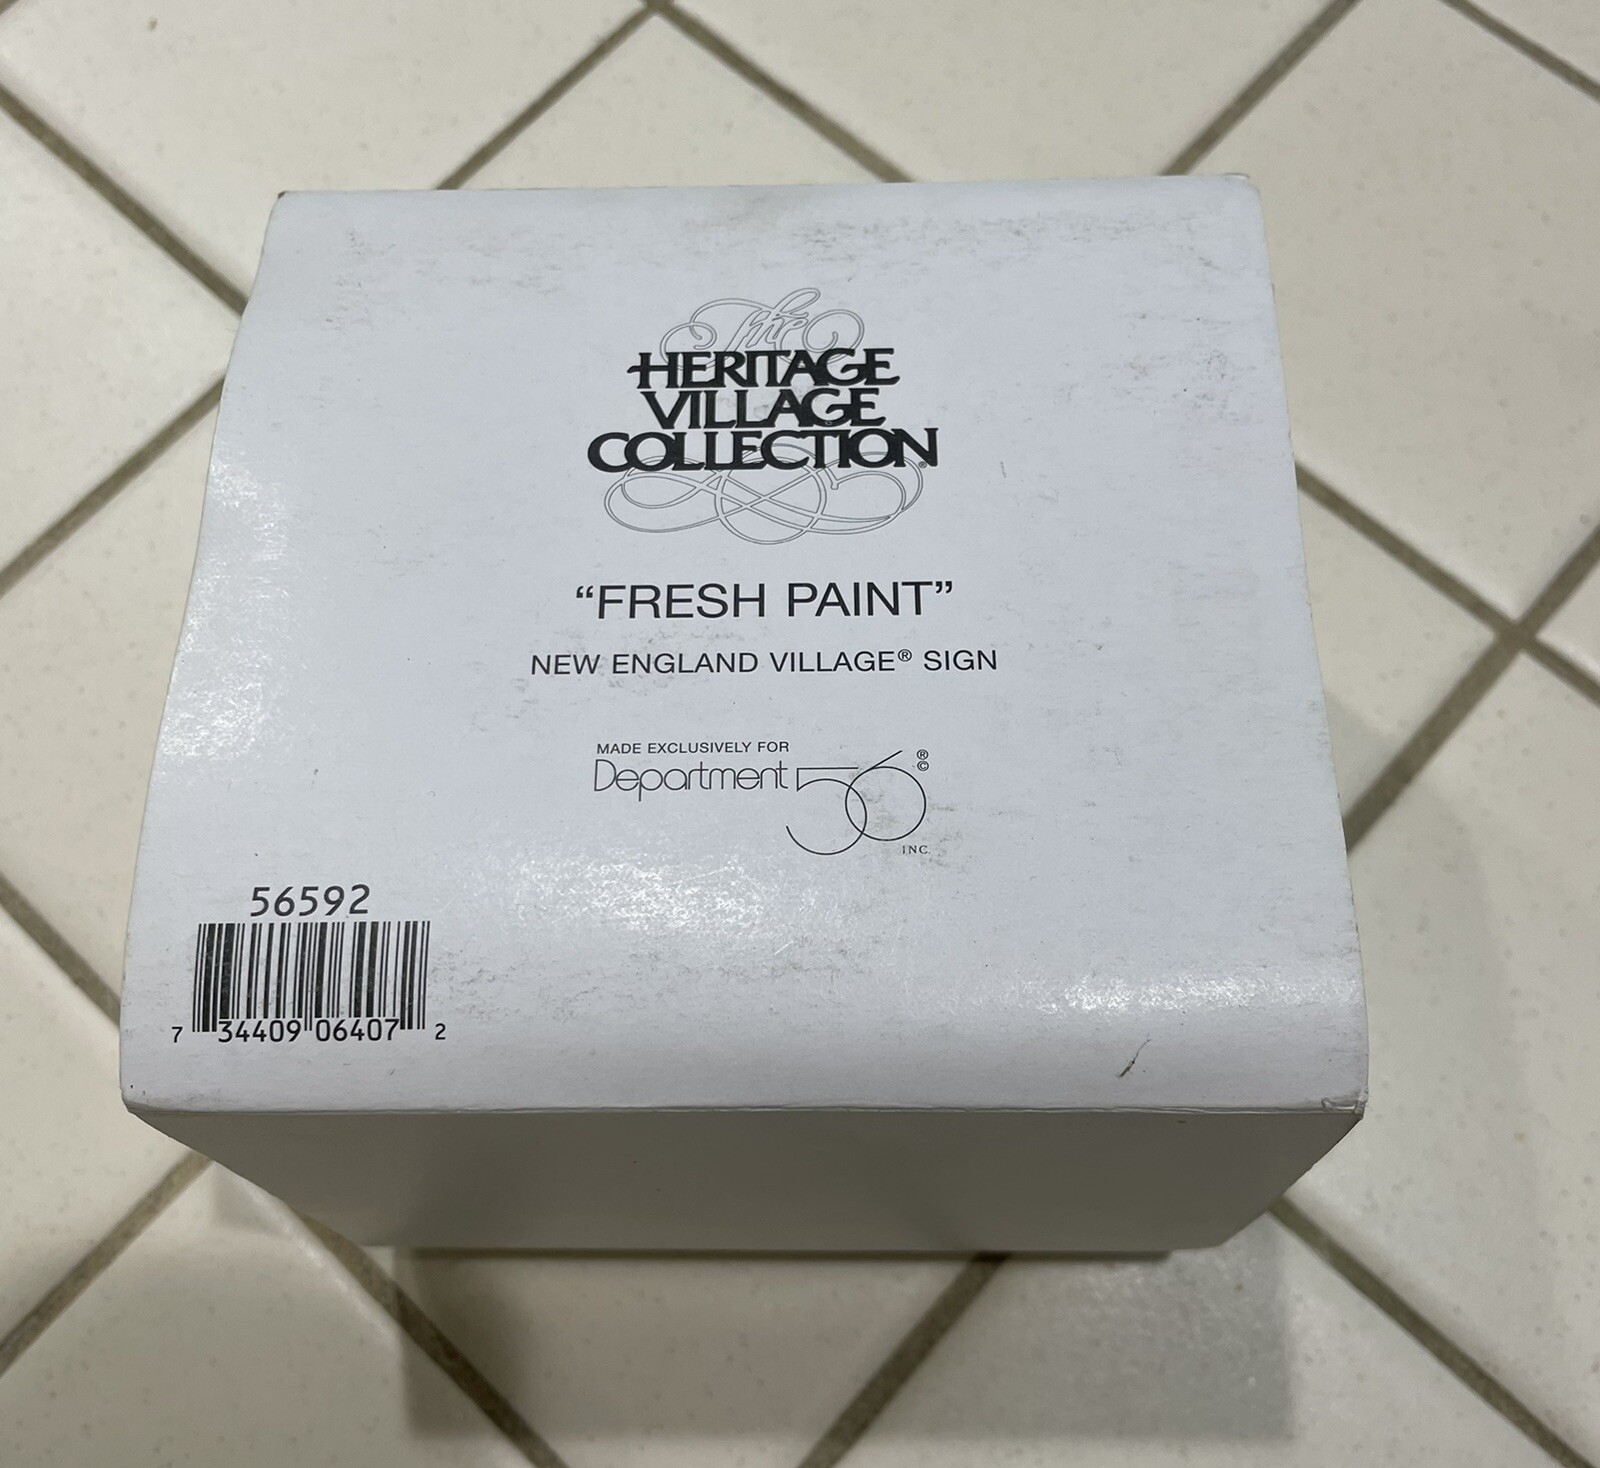 The
HERITAGE
VILLAGE
COLLECTION®
“FRESH PAINT”
NEW ENGLAND VILLAGE® SIGN
MADE EXCLUSIVELY FOR
Department 56 ®©
INC.
56592
7 34409 06407 2